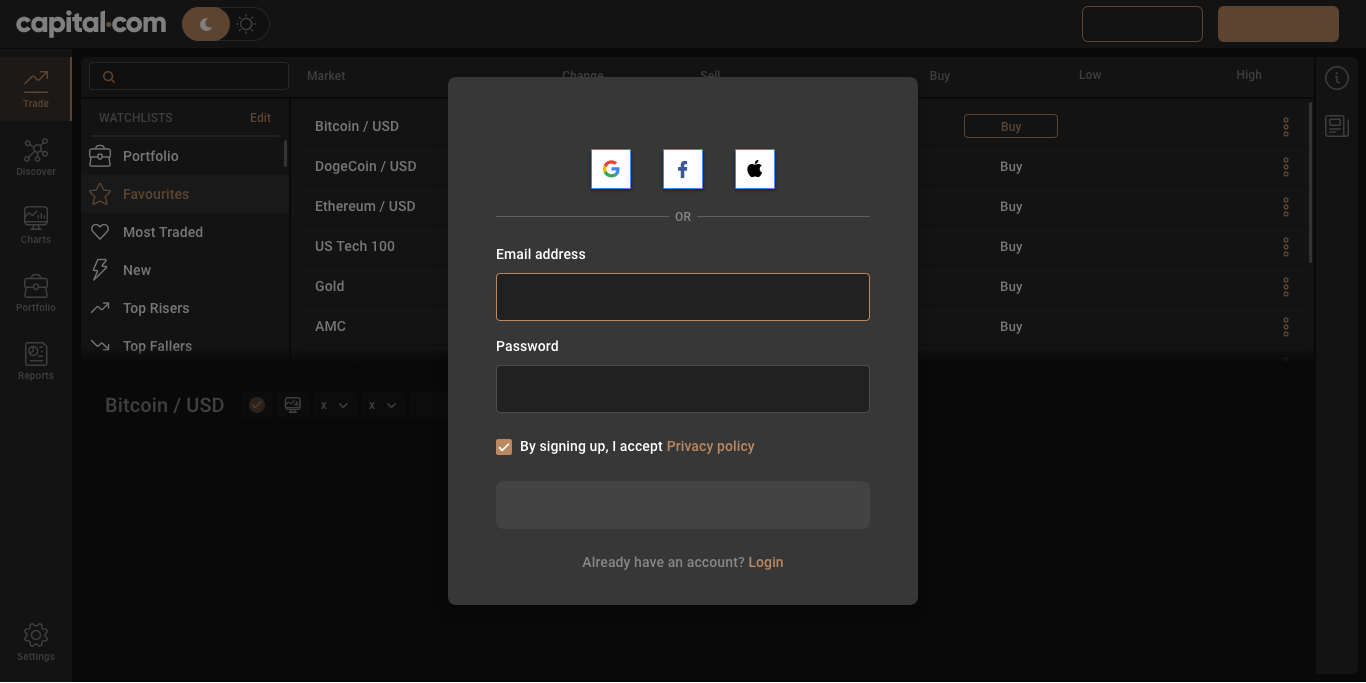 capital.com
Market Change Sell Buy Low High
Trade
Discover
Charts
Portfolio
Reports
Settings
WATCHLISTS Edit
Portfolio
Favourites
Most Traded
New
Top Risers
Top Fallers
Bitcoin / USD Buy
DogeCoin / USD Buy
Ethereum / USD Buy
US Tech 100 Buy
Gold Buy
AMC Buy
Bitcoin / USD x x
OR
Email address
Password
By signing up, I accept Privacy policy
Already have an account? Login